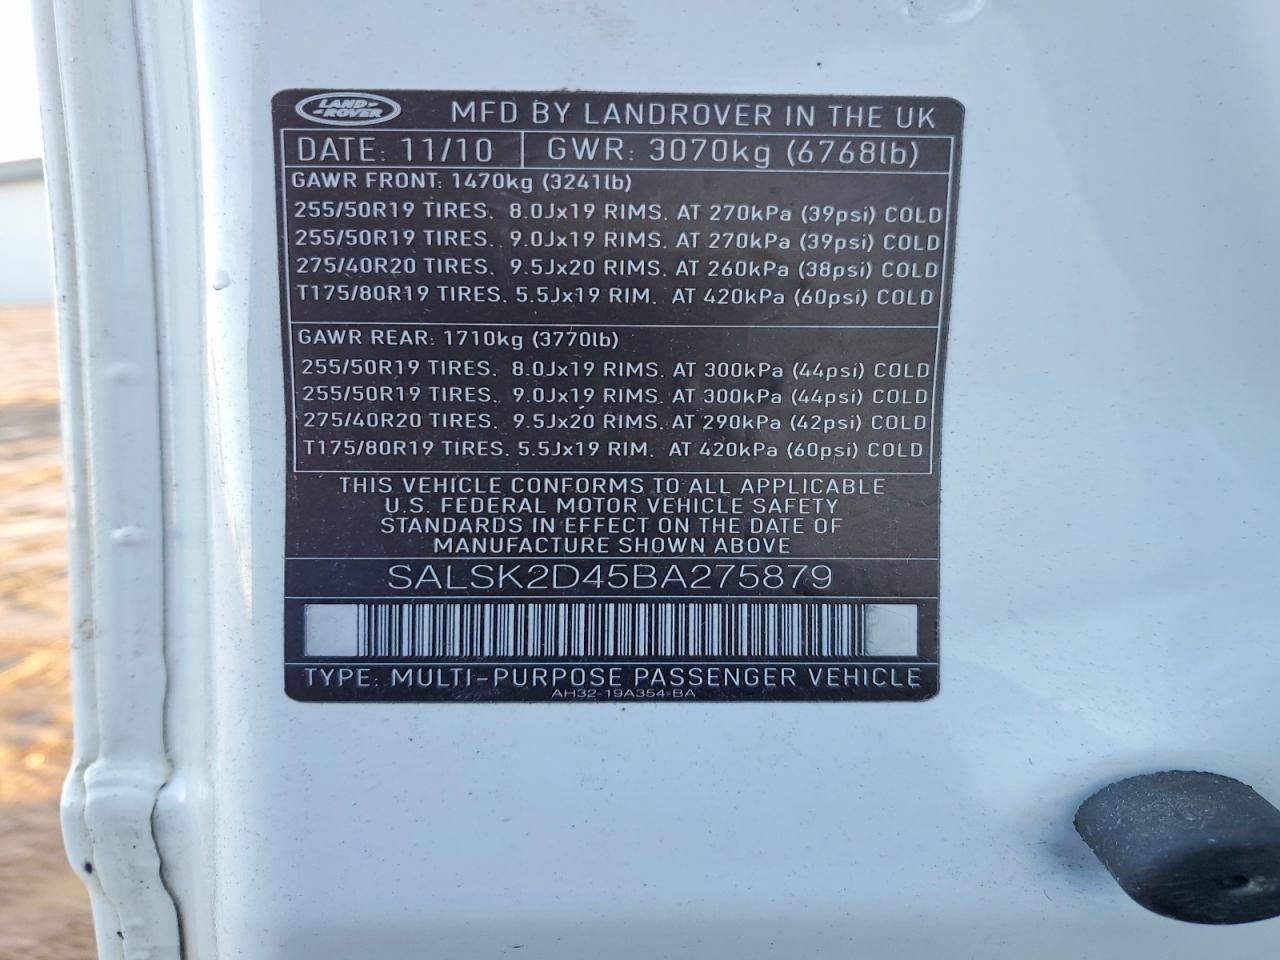 LAND
ROVER
MFD BY LANDROVER IN THE UK
DATE: 11/10 GWR: 3070kg (6768lb)
GAWR FRONT: 1470kg (3241lb)
255/50R19 TIRES. 8.0Jx19 RIMS. AT 270kPa (39psi) COLD
255/50R19 TIRES. 9.0Jx19 RIMS. AT 270kPa (39psi) COLD
275/40R20 TIRES. 9.5Jx20 RIMS. AT 260kPa (38psi) COLD
T175/80R19 TIRES. 5.5Jx19 RIM. AT 420kPa (60psi) COLD
GAWR REAR: 1710kg (3770lb)
255/50R19 TIRES. 8.0Jx19 RIMS. AT 300kPa (44psi) COLD
255/50R19 TIRES. 9.0Jx19 RIMS. AT 300kPa (44psi) COLD
275/40R20 TIRES. 9.5Jx20 RIMS. AT 290kPa (42psi) COLD
T175/80R19 TIRES. 5.5Jx19 RIM. AT 420kPa (60psi) COLD
THIS VEHICLE CONFORMS TO ALL APPLICABLE
U.S. FEDERAL MOTOR VEHICLE SAFETY
STANDARDS IN EFFECT ON THE DATE OF
MANUFACTURE SHOWN ABOVE
SALSK2D45BA275879
TYPE: MULTI-PURPOSE PASSENGER VEHICLE
AH32-19A354-BA